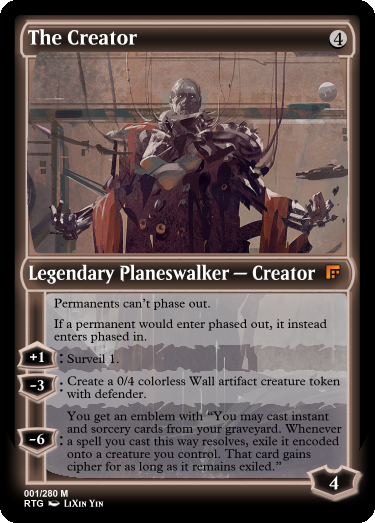 The Creator 4
Legendary Planeswalker — Creator
Permanents can't phase out.
If a permanent would enter phased out, it instead
enters phased in.
+1 : Surveil 1.
-3 : Create a 0/4 colorless Wall artifact creature token
with defender.
You get an emblem with “You may cast instant
and sorcery cards from your graveyard. Whenever
-6 : a spell you cast this way resolves, exile it encoded
onto a creature you control. That card gains
cipher for as long as it remains exiled.”
4
001/280 M
RTG LiXin Yin